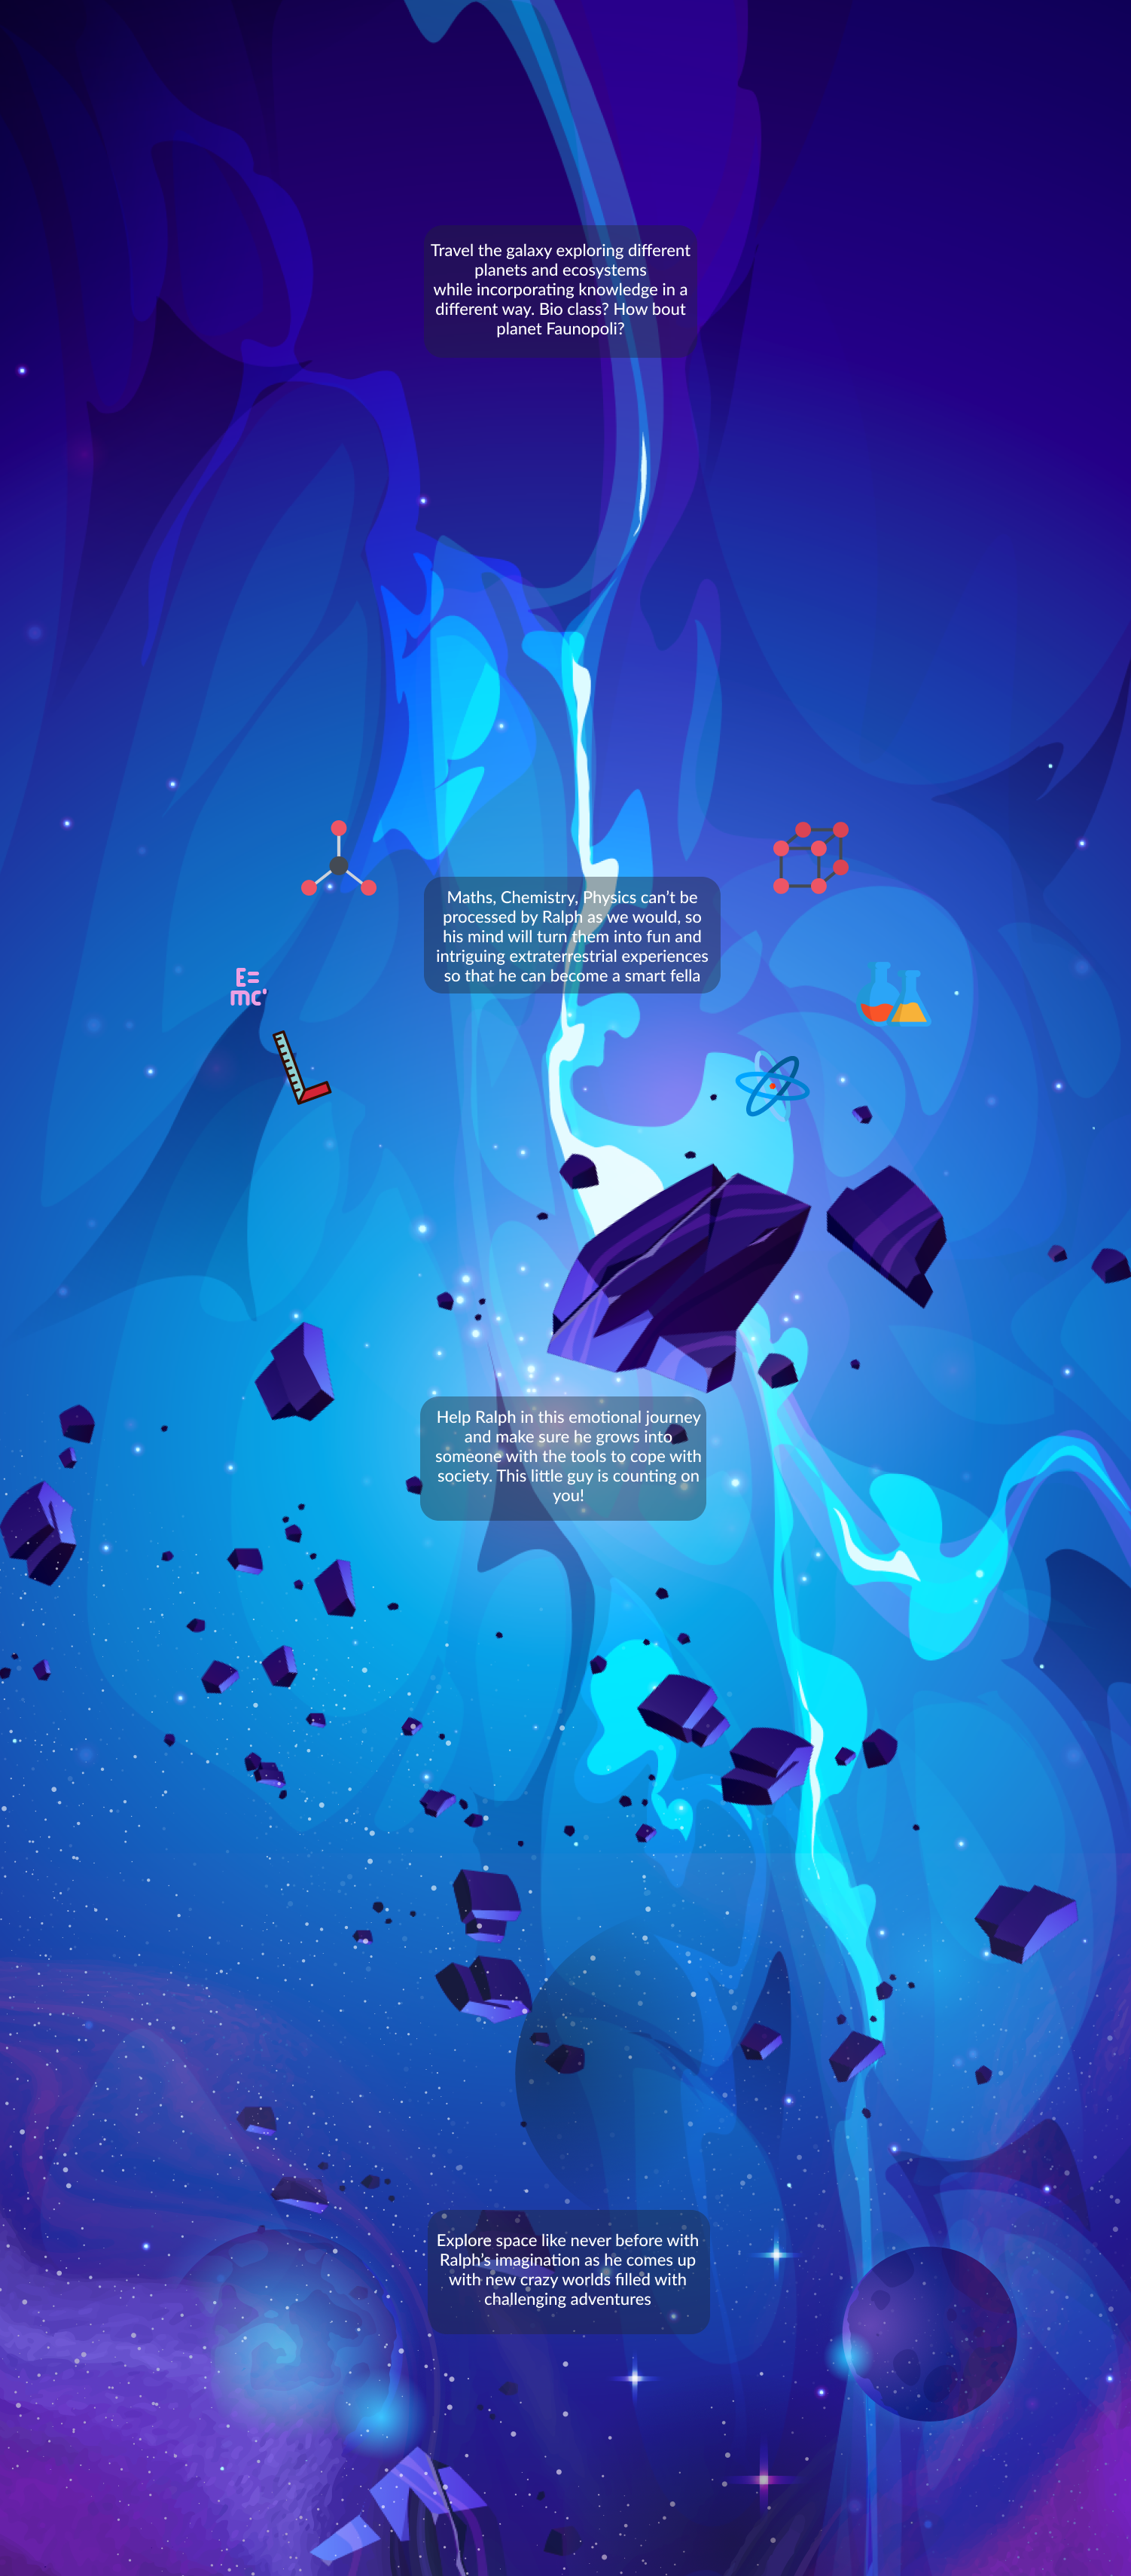 Travel the galaxy exploring different
planets and ecosystems
while incorporating knowledge in a
different way. Bio class? How bout
planet Faunopoli?
Maths, Chemistry, Physics can't be
processed by Ralph as we would, so
his mind will turn them into fun and
intriguing extraterrestrial experiences
so that he can become a smart fella
E=
mc²
Help Ralph in this emotional journey
and make sure he grows into
someone with the tools to cope with
society. This little guy is counting on
you!
Explore space like never before with
Ralph's imagination as he comes up
with new crazy worlds filled with
challenging adventures